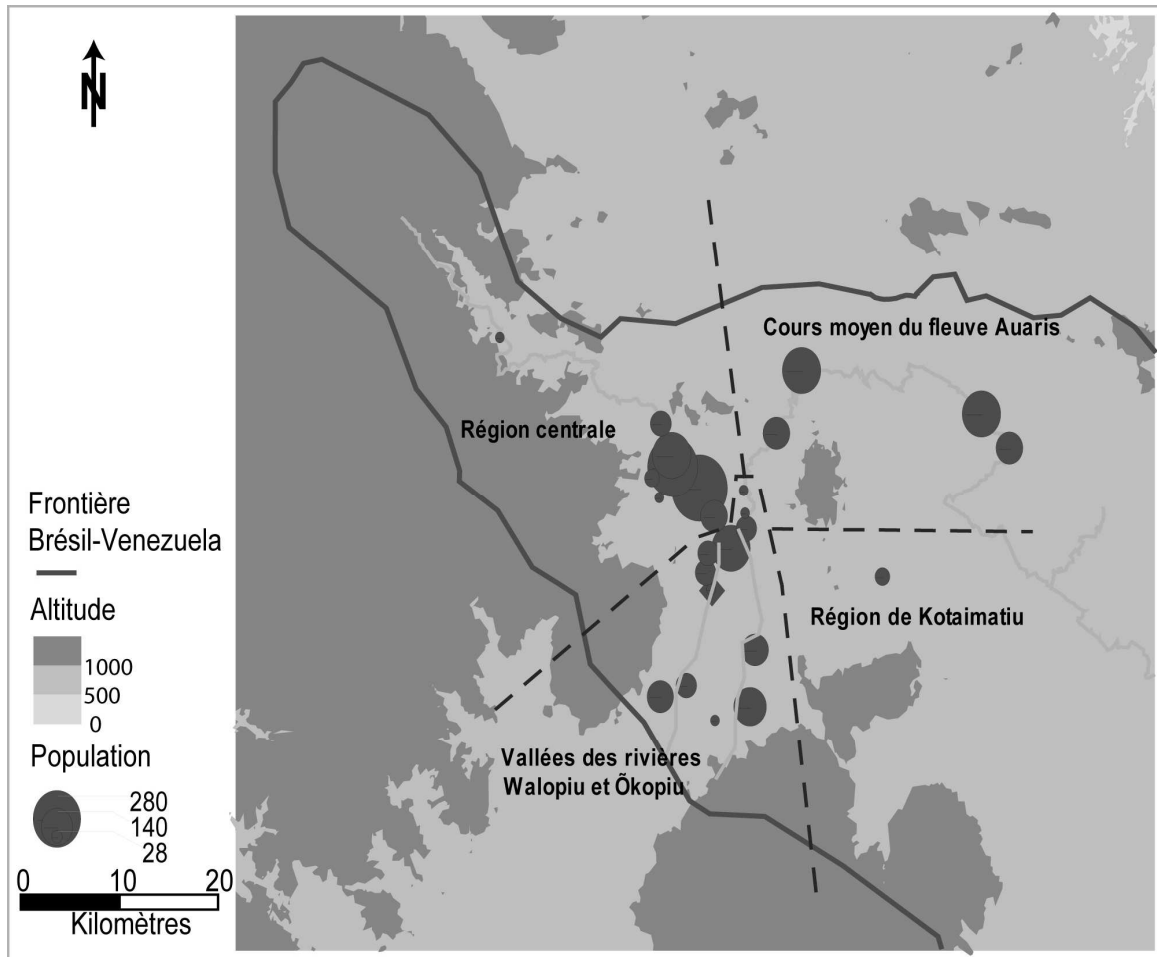 N
Cours moyen du fleuve Auaris
Région centrale
Région de Kotaimatiu
Vallées des rivières
Walopiu et Õkopiu
Frontière
Brésil-Venezuela
Altitude
1000
500
0
Population
280
140
28
0 10 20
Kilomètres